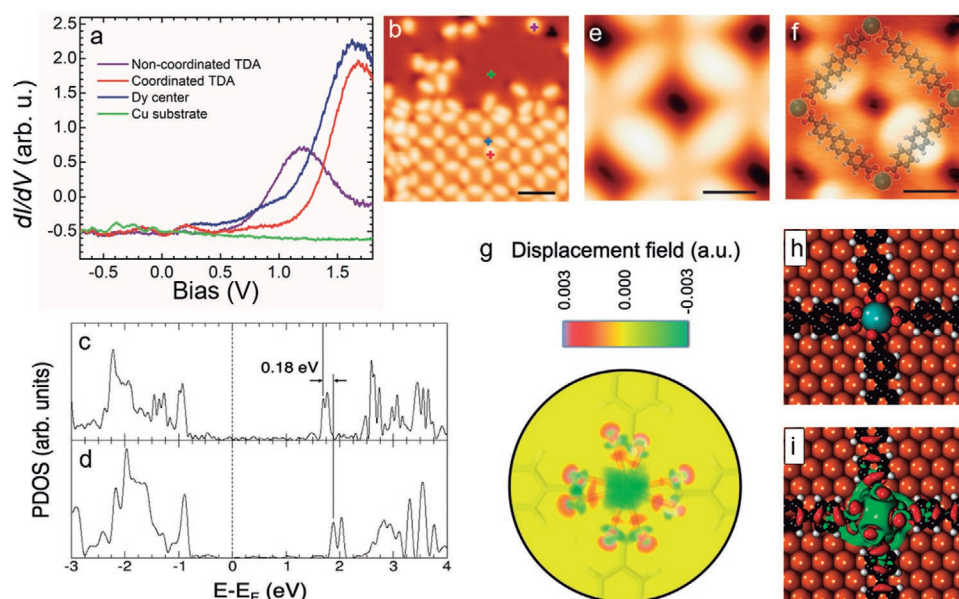 a
dI/dV (arb. u.)
2.5
2.0
1.5
1.0
0.5
0.0
-0.5
Non-coordinated TDA
Coordinated TDA
Dy center
Cu substrate
-0.5 0.0 0.5 1.0 1.5
Bias (V)
b
e
f
c
0.18 eV
d
PDOS (arb. units)
-3 -2 -1 0 1 2 3 4
E-EF (eV)
g
Displacement field (a.u.)
0.003
0.000
-0.003
h
i